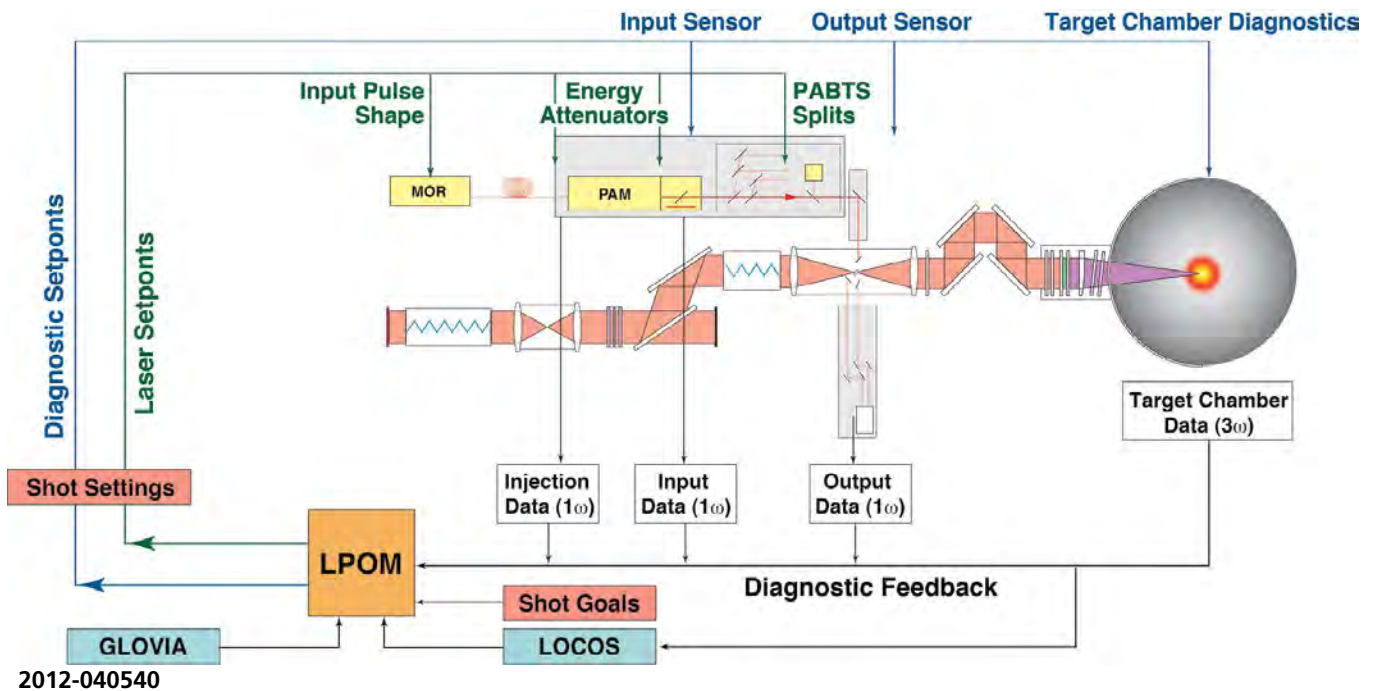 Input Sensor
Output Sensor
Target Chamber Diagnostics
Input Pulse
Shape
Energy
Attenuators
PABTS
Splits
MOR
PAM
Diagnostic Setponts
Laser Setponts
Target Chamber
Data (3ω)
Shot Settings
Injection
Data (1ω)
Input
Data (1ω)
Output
Data (1ω)
LPOM
Diagnostic Feedback
Shot Goals
GLOVIA
LOCOS
2012-040540